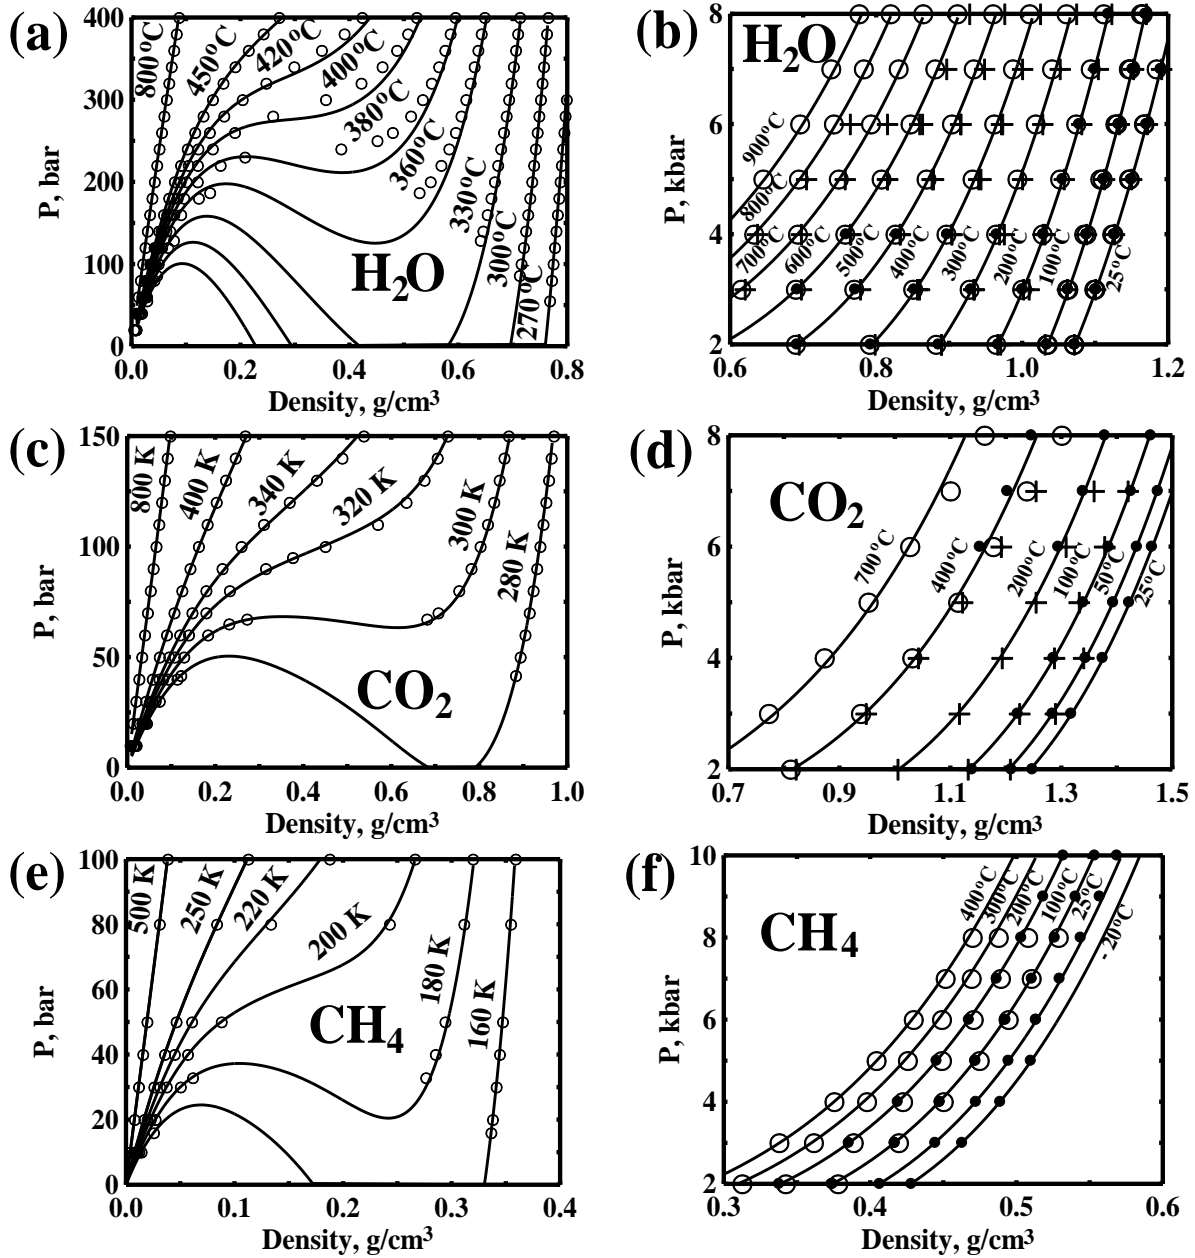 (a)
400
300
200
100
0
P, bar
800°C
450°C
420°C
400°C
380°C
360°C
330°C
300°C
270°C
H₂O
0.0 0.2 0.4 0.6 0.8
Density, g/cm³
(b)
8
6
4
2
P, kbar
H₂O
900°C
800°C
700°C
600°C
500°C
400°C
300°C
200°C
100°C
25°C
0.6 0.8 1.0 1.2
Density, g/cm³
(c)
150
100
50
0
P, bar
800 K
400 K
340 K
320 K
300 K
280 K
CO₂
0.0 0.2 0.4 0.6 0.8 1.0
Density, g/cm³
(d)
8
6
4
2
P, kbar
CO₂
700°C
400°C
200°C
100°C
50°C
25°C
0.7 0.9 1.1 1.3 1.5
Density, g/cm³
(e)
100
80
60
40
20
0
P, bar
500 K
250 K
220 K
200 K
180 K
160 K
CH₄
0.0 0.1 0.2 0.3 0.4
Density, g/cm³
(f)
10
8
6
4
2
P, kbar
CH₄
400°C
300°C
200°C
100°C
25°C
- 20°C
0.3 0.4 0.5 0.6
Density, g/cm³